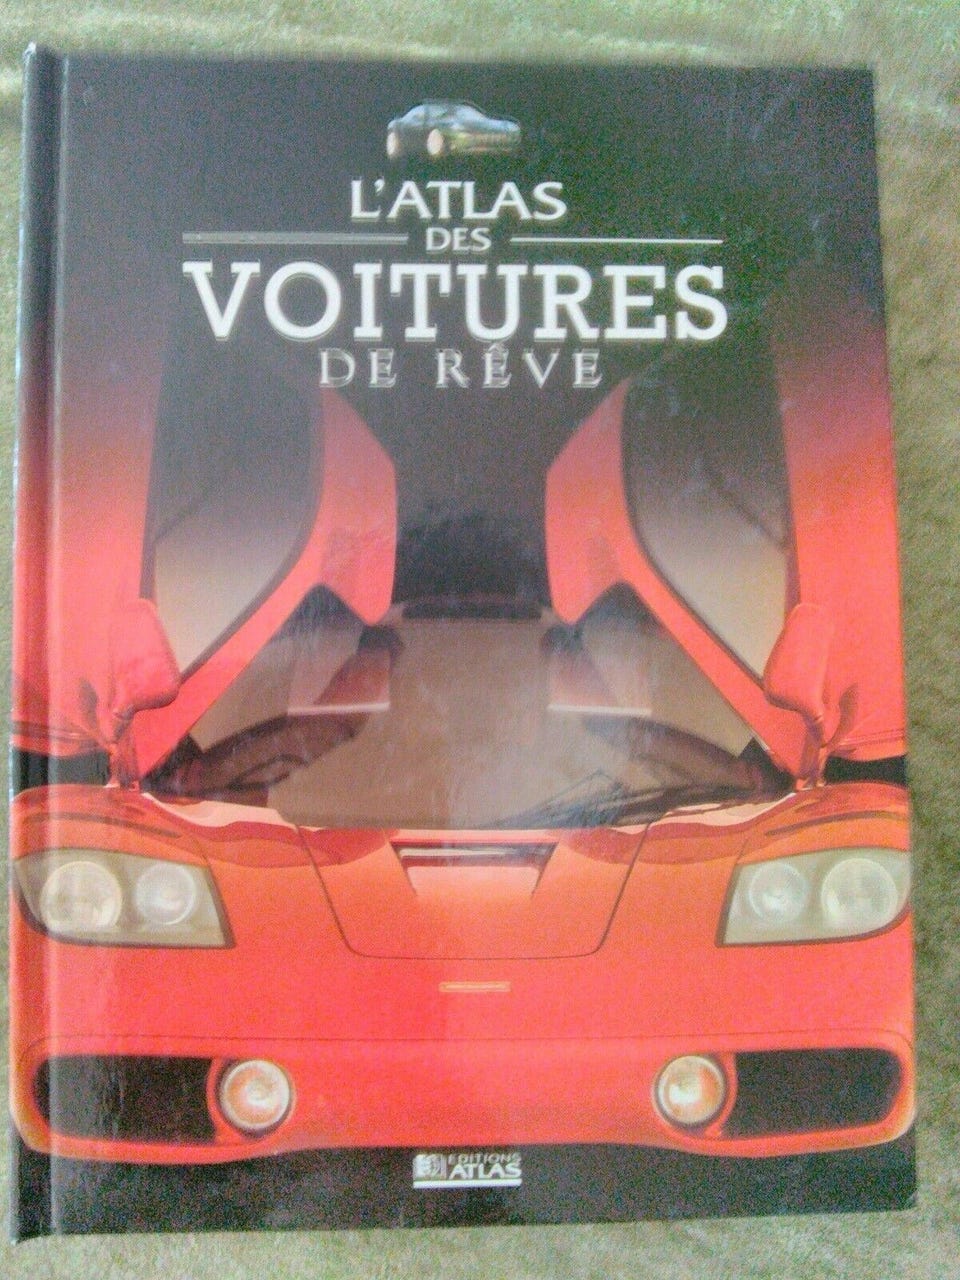 L'ATLAS
DES
VOITURES
DE RÊVE
EDITIONS
ATLAS